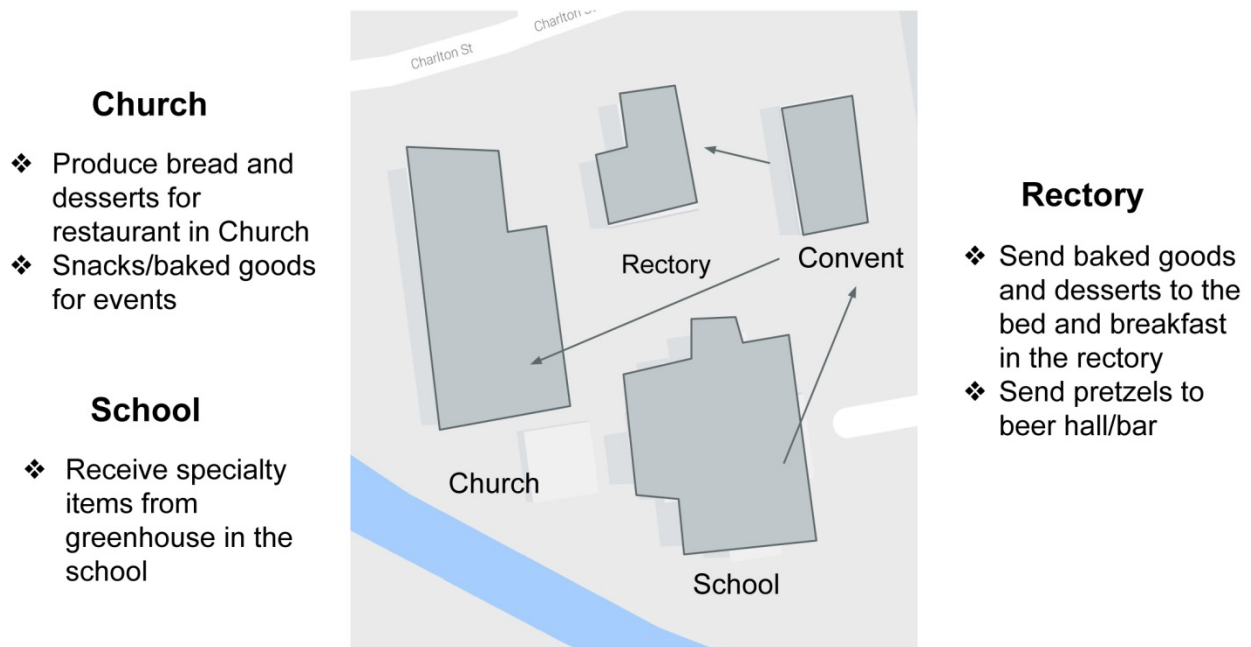 Church
❖ Produce bread and
desserts for
restaurant in Church
❖ Snacks/baked goods
for events
School
❖ Receive specialty
items from
greenhouse in the
school
Charlton St
Charlton St
Rectory
Convent
Church
School
Rectory
❖ Send baked goods
and desserts to the
bed and breakfast
in the rectory
❖ Send pretzels to
beer hall/bar